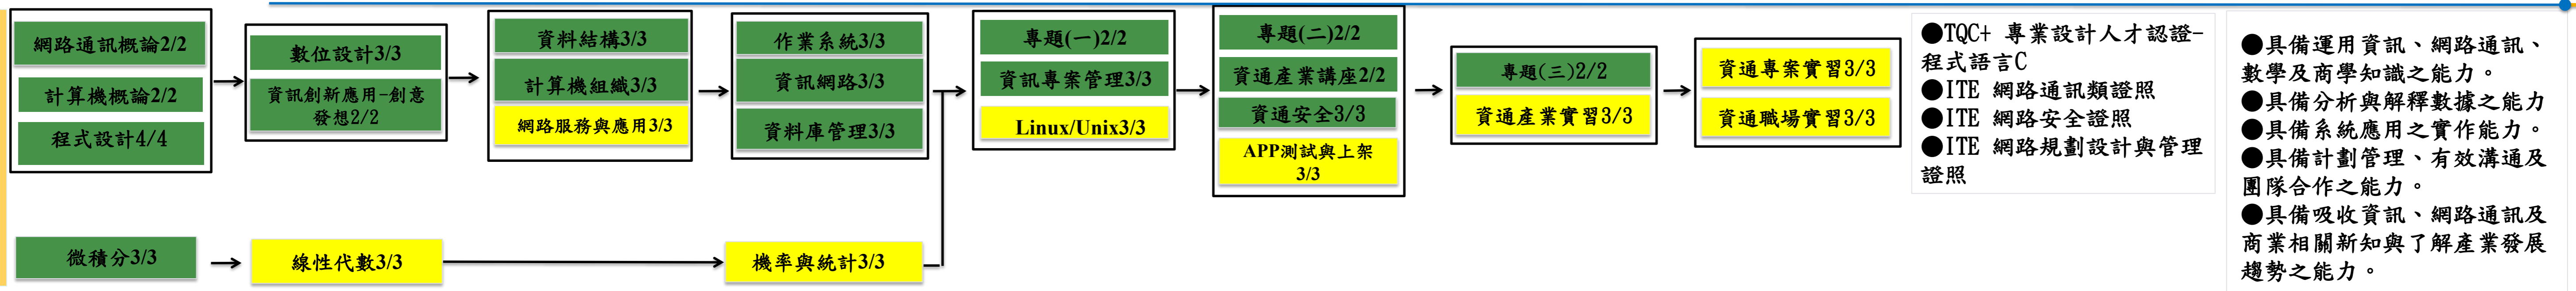 網路通訊概論2/2
計算機概論2/2
程式設計4/4
數位設計3/3
資訊創新應用-創意
發想2/2
資料結構3/3
計算機組織3/3
網路服務與應用3/3
作業系統3/3
資訊網路3/3
資料庫管理3/3
專題(一)2/2
資訊專案管理3/3
Linux/Unix3/3
專題(二)2/2
資通產業講座2/2
資通安全3/3
APP測試與上架
3/3
專題(三)2/2
資通產業實習3/3
資通專案實習3/3
資通職場實習3/3
微積分3/3
線性代數3/3
機率與統計3/3
●TQC+ 專業設計人才認證-
程式語言C
●ITE 網路通訊類證照
●ITE 網路安全證照
●ITE 網路規劃設計與管理
證照
●具備運用資訊、網路通訊、
數學及商學知識之能力。
●具備分析與解釋數據之能力
●具備系統應用之實作能力。
●具備計劃管理、有效溝通及
團隊合作之能力。
●具備吸收資訊、網路通訊及
商業相關新知與了解產業發展
趨勢之能力。